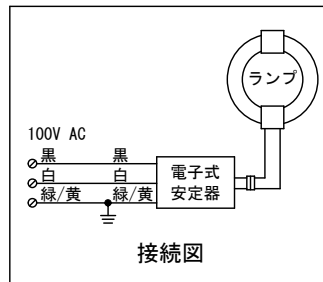 ランプ
100V AC
黒 黒
白 白
緑/黄 緑/黄
電子式
安定器
接続図